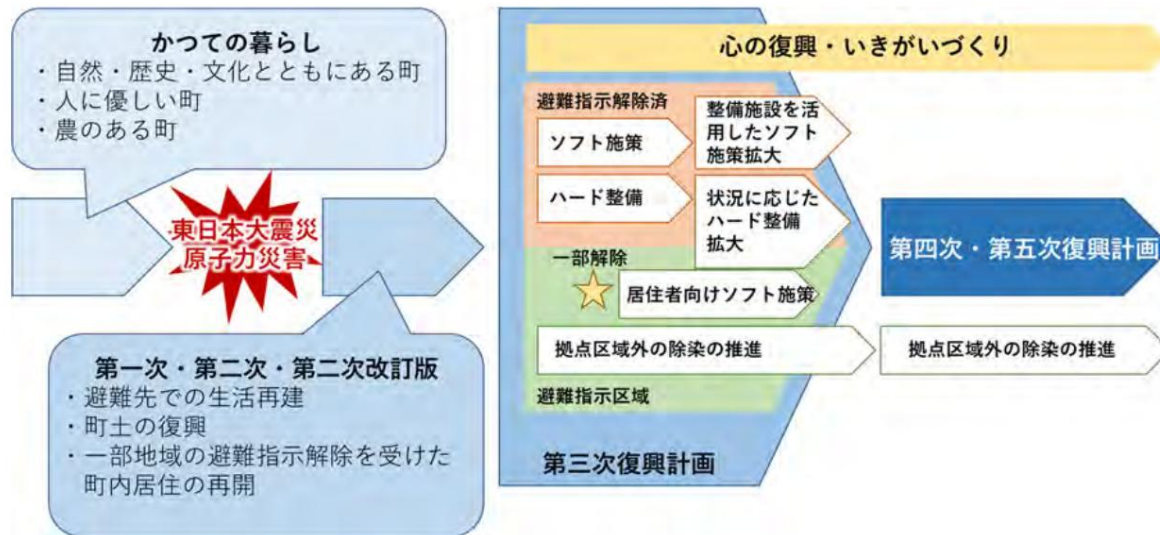 かつての暮らし
・自然・歴史・文化とともにある町
・人に優しい町
・農のある町
東日本大震災
原子力災害
第一次・第二次・第二次改訂版
・避難先での生活再建
・町土の復興
・一部地域の避難指示解除を受けた
町内居住の再開
心の復興・いきがいづくり
避難指示解除済
ソフト施策
整備施設を活
用したソフト
施策拡大
ハード整備
状況に応じた
ハード整備
拡大
一部解除
居住者向けソフト施策
拠点区域外の除染の推進
避難指示区域
第三次復興計画
第四次・第五次復興計画
拠点区域外の除染の推進